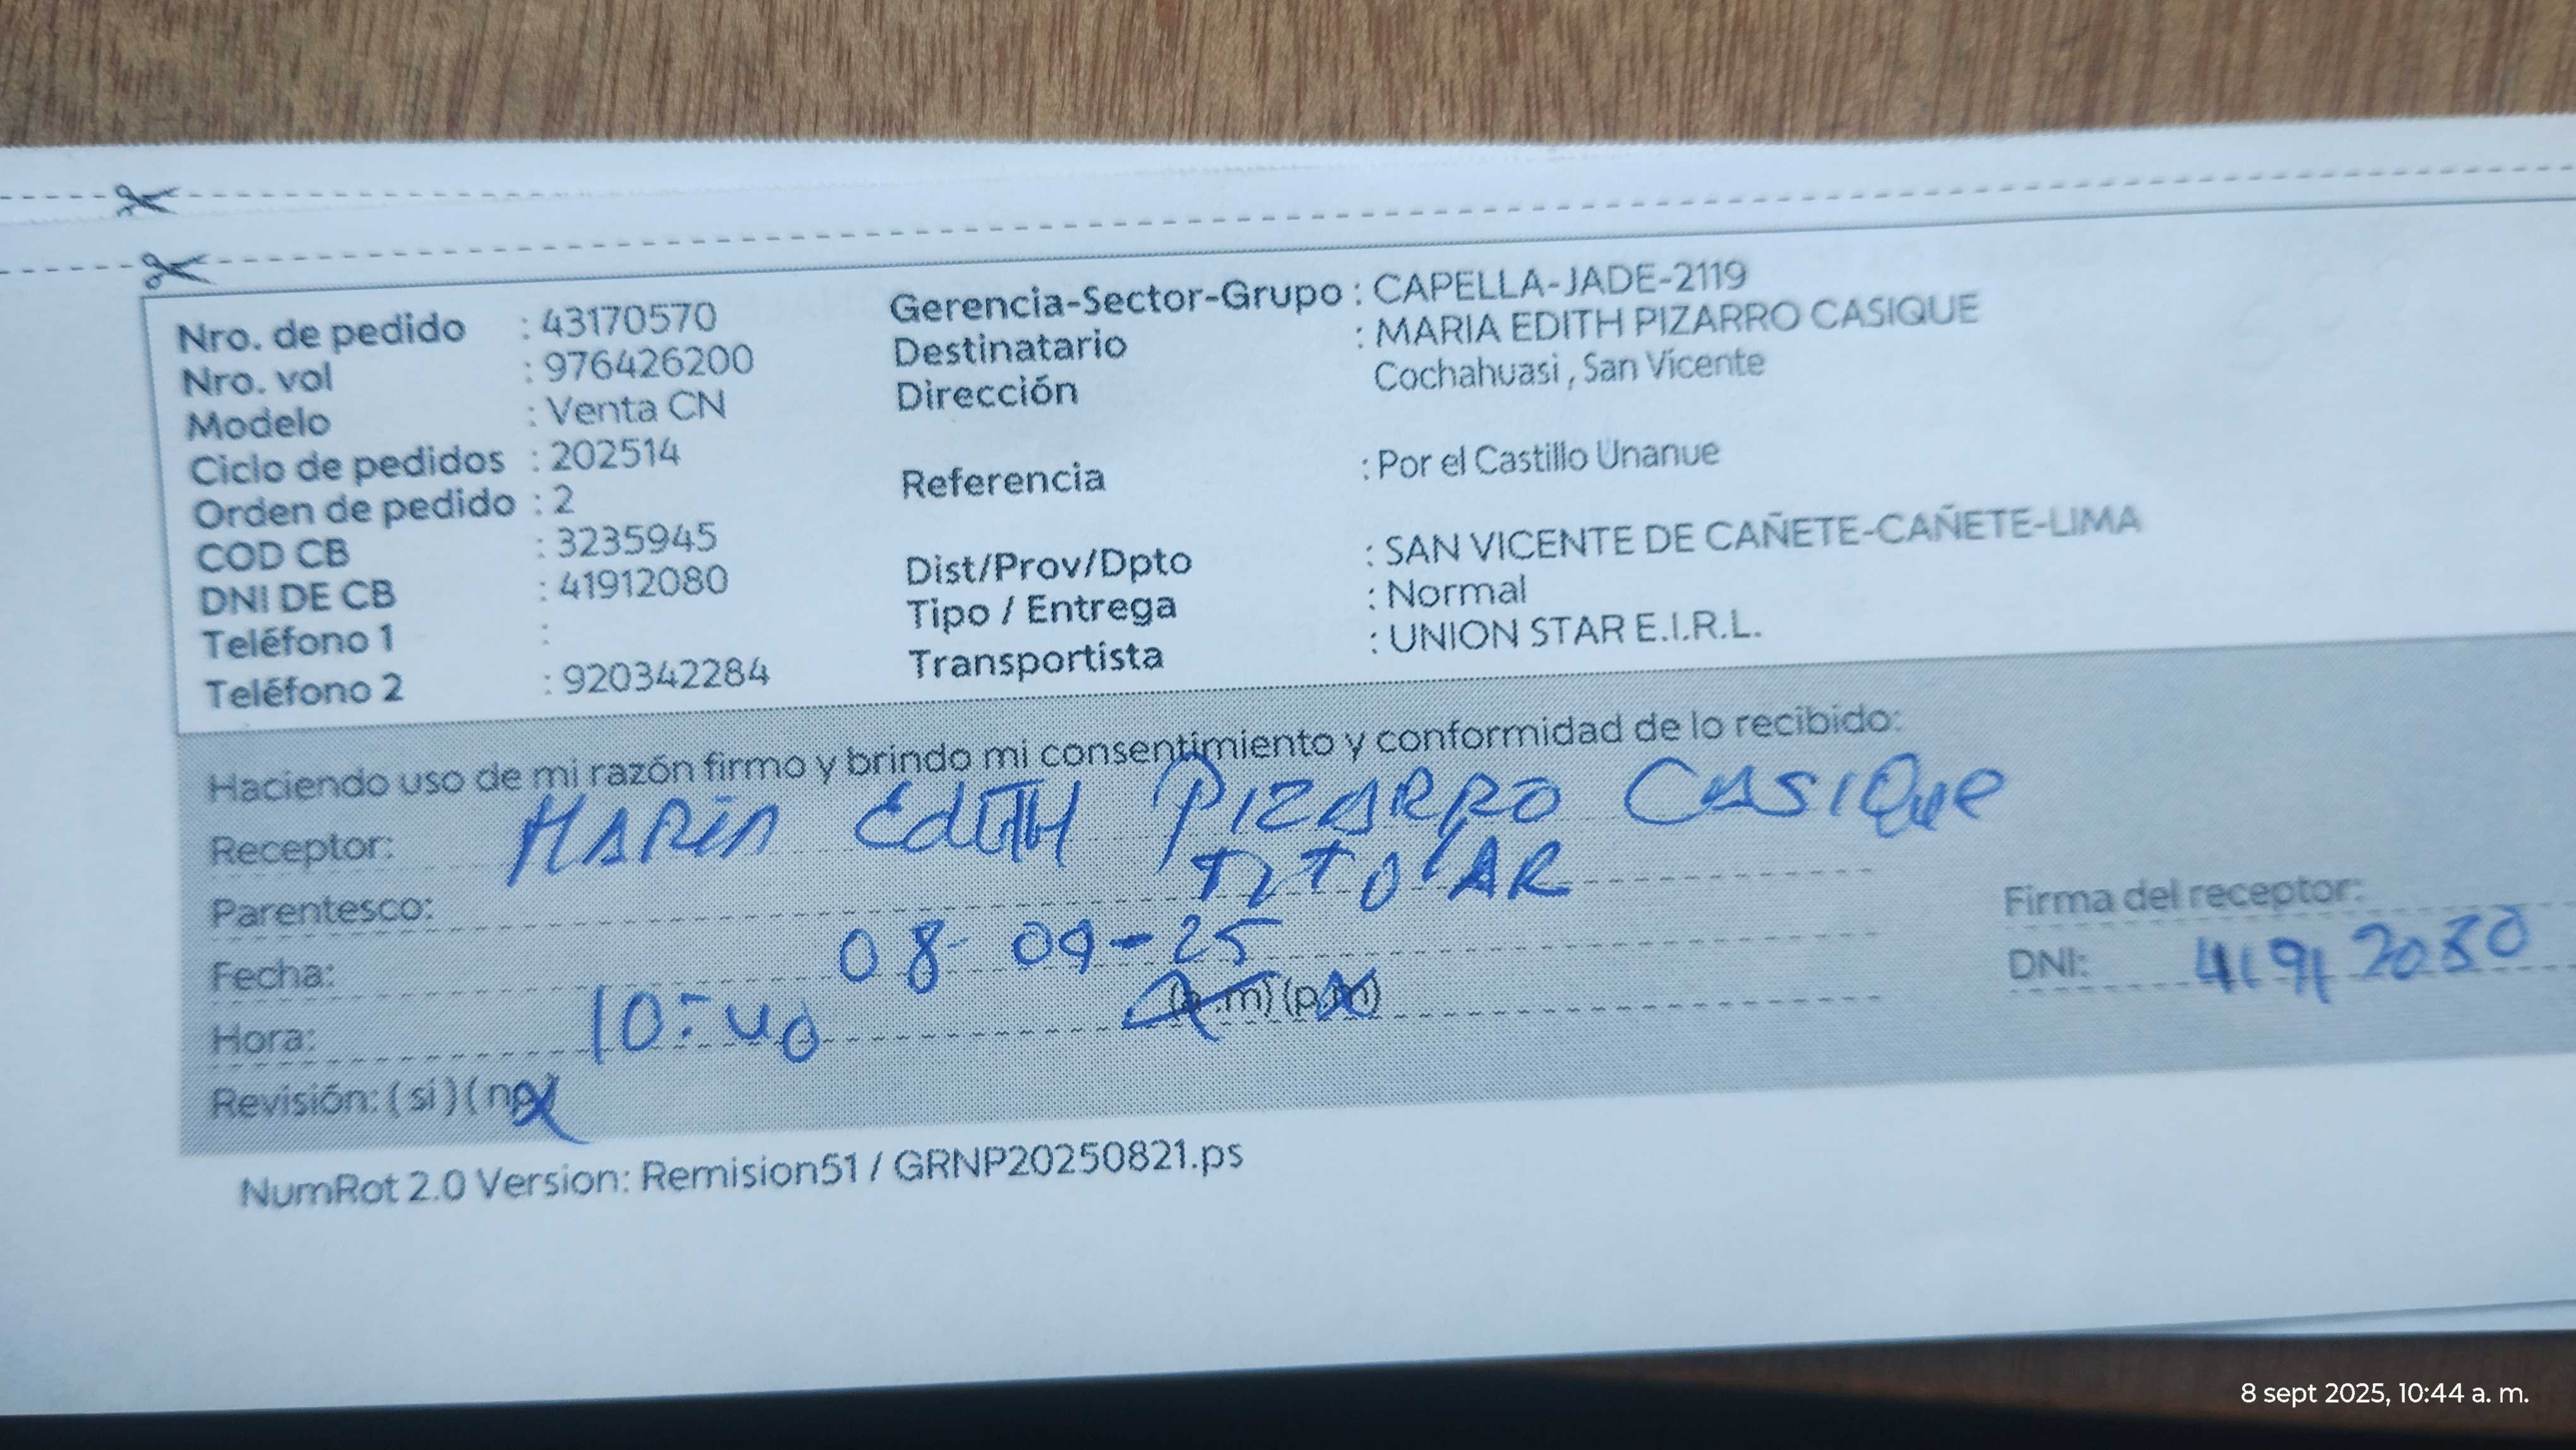 Nro. de pedido : 43170570
Nro. vol : 976426200
Modelo : Venta CN
Ciclo de pedidos : 202514
Orden de pedido : 2
COD CB : 3235945
DNI DE CB : 41912080
Teléfono 1 :
Teléfono 2 : 920342284
Gerencia-Sector-Grupo : CAPELLA-JADE-2119
Destinatario : MARIA EDITH PIZARRO CASIQUE
Dirección Cochahuasi , San Vicente
Referencia : Por el Castillo Unanue
Dist/Prov/Dpto : SAN VICENTE DE CAÑETE-CAÑETE-LIMA
Tipo / Entrega : Normal
Transportista : UNION STAR E.I.R.L.
Haciendo uso de mi razón firmo y brindo mi consentimiento y conformidad de lo recibido:
Receptor: MARIA EdITH PIZARRO CASIQue
Parentesco: TITULAR
Fecha: 08-09-25
Hora: 10:40 (a.m) (p.m)
Revisión: ( si ) ( no )
Firma del receptor:
DNI: 41912080
NumRot 2.0 Version: Remision51 / GRNP20250821.ps
8 sept 2025, 10:44 a. m.